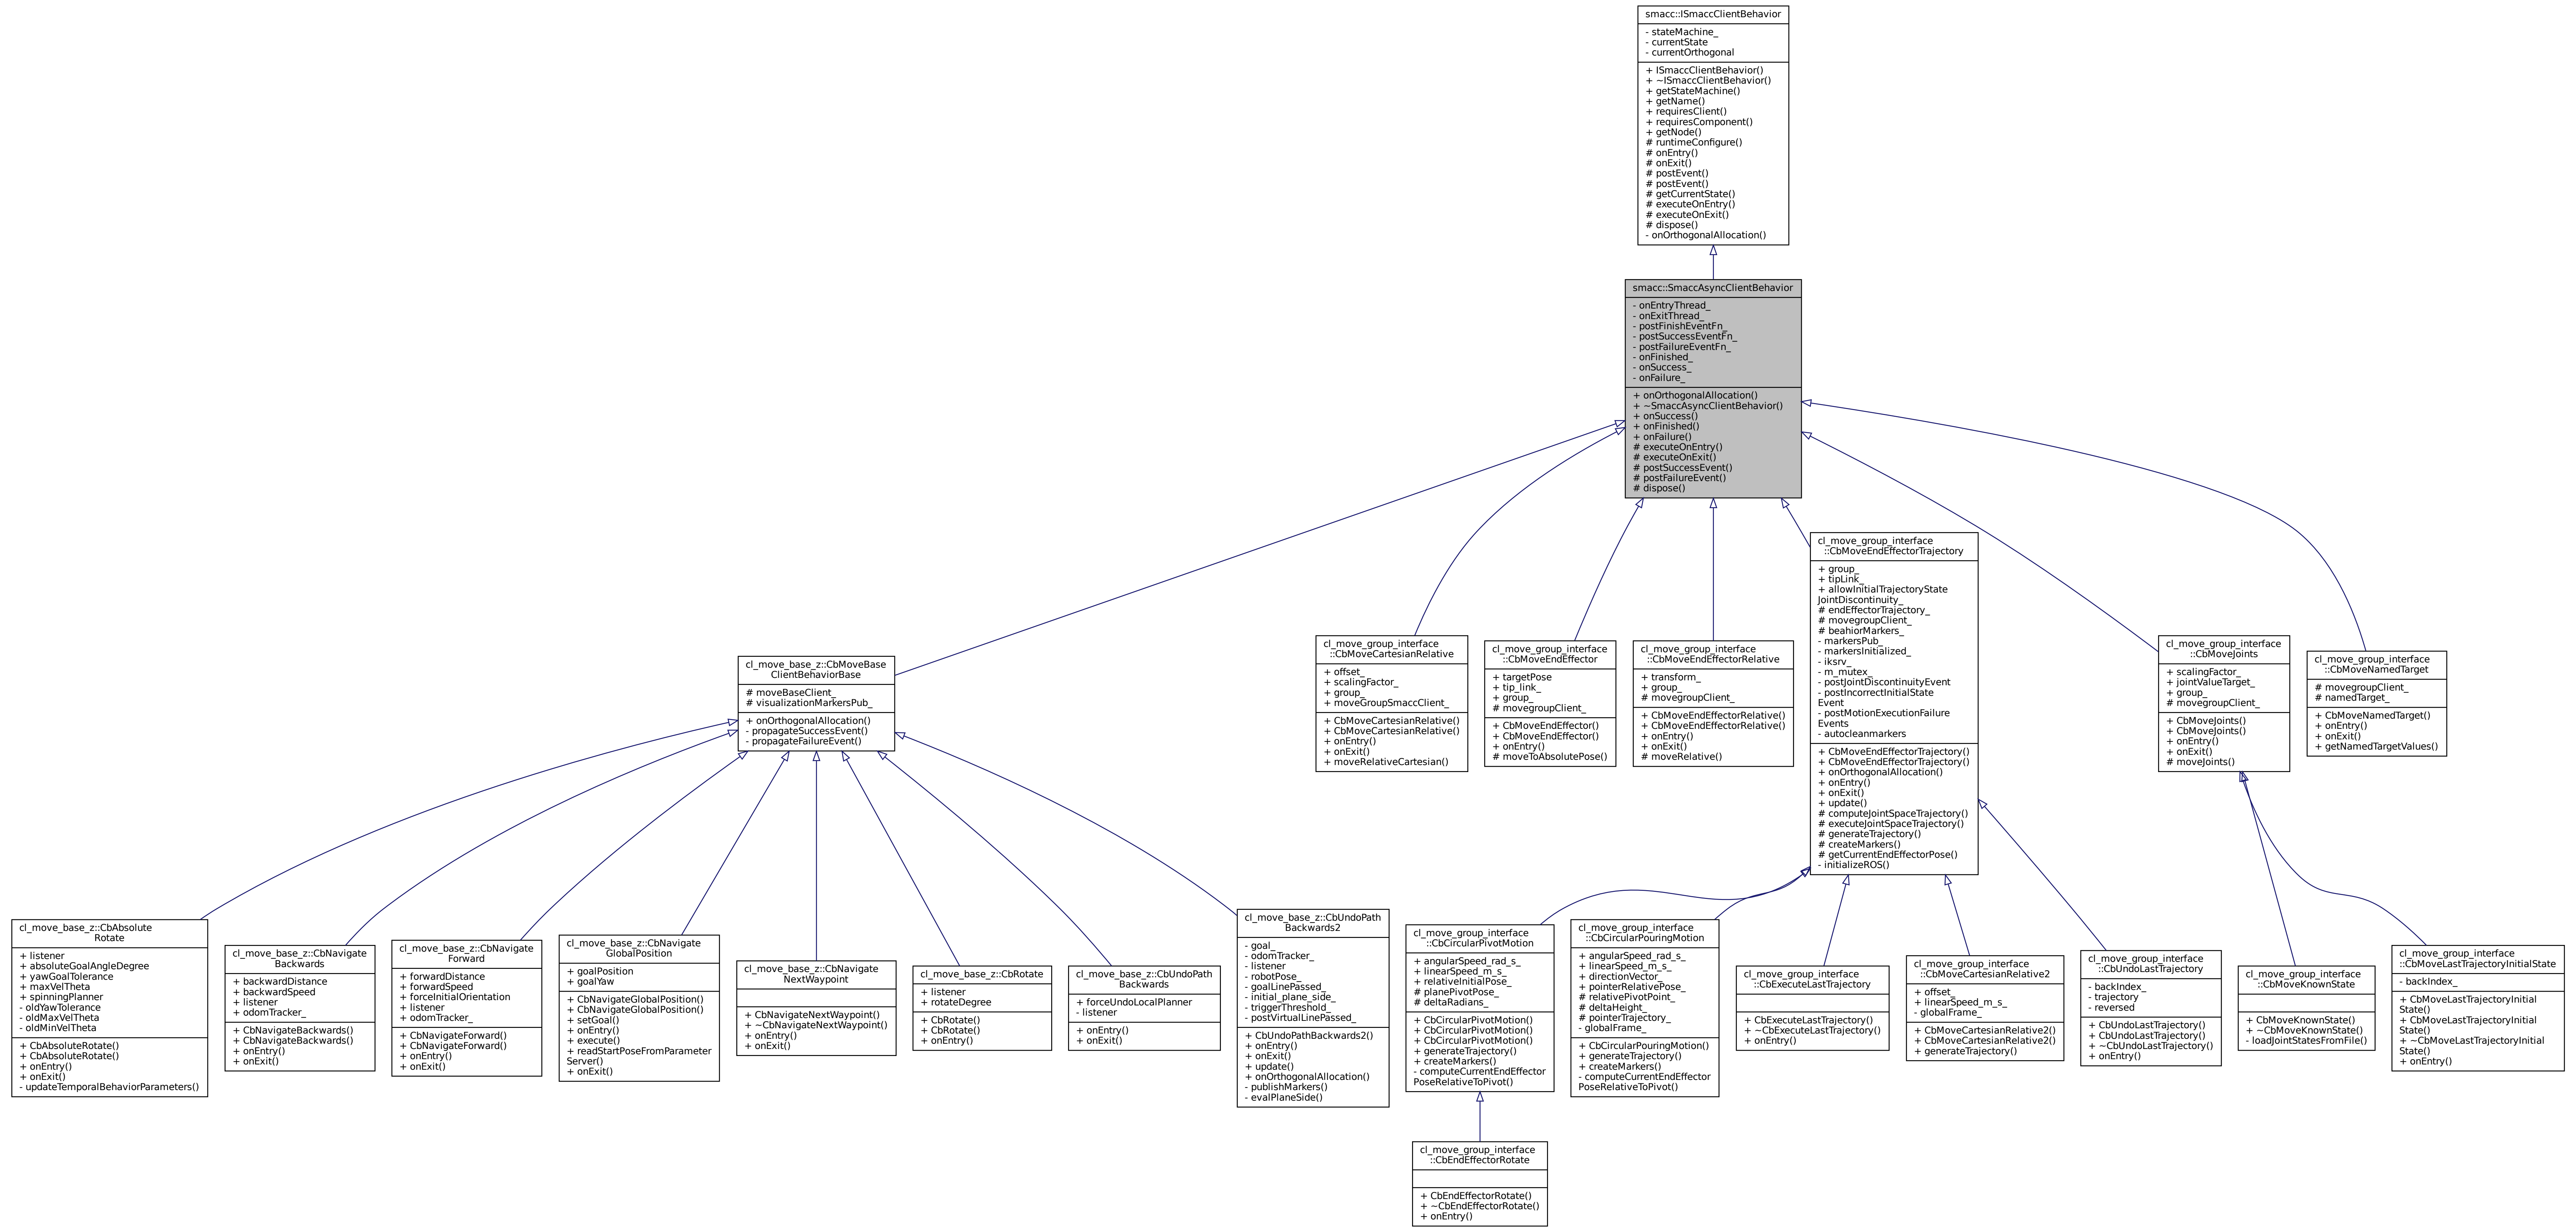 smacc::ISmaccClientBehavior
- stateMachine_
- currentState
- currentOrthogonal
+ ISmaccClientBehavior()
+ ~ISmaccClientBehavior()
+ getStateMachine()
+ getName()
+ requiresClient()
+ requiresComponent()
+ getNode()
# runtimeConfigure()
# onEntry()
# onExit()
# postEvent()
# postEvent()
# getCurrentState()
# executeOnEntry()
# executeOnExit()
# dispose()
- onOrthogonalAllocation()
smacc::SmaccAsyncClientBehavior
- onEntryThread_
- onExitThread_
- postFinishEventFn_
- postSuccessEventFn_
- postFailureEventFn_
- onFinished_
- onSuccess_
- onFailure_
+ onOrthogonalAllocation()
+ ~SmaccAsyncClientBehavior()
+ onSuccess()
+ onFinished()
+ onFailure()
# executeOnEntry()
# executeOnExit()
# postSuccessEvent()
# postFailureEvent()
# dispose()
cl_move_base_z::CbMoveBase
ClientBehaviorBase
# moveBaseClient_
# visualizationMarkersPub_
+ onOrthogonalAllocation()
- propagateSuccessEvent()
- propagateFailureEvent()
cl_move_group_interface
::CbMoveCartesianRelative
+ offset_
+ scalingFactor_
+ group_
+ moveGroupSmaccClient_
+ CbMoveCartesianRelative()
+ CbMoveCartesianRelative()
+ onEntry()
+ onExit()
+ moveRelativeCartesian()
cl_move_group_interface
::CbMoveEndEffector
+ targetPose
+ tip_link_
+ group_
# movegroupClient_
+ CbMoveEndEffector()
+ CbMoveEndEffector()
+ onEntry()
# moveToAbsolutePose()
cl_move_group_interface
::CbMoveEndEffectorRelative
+ transform_
+ group_
# movegroupClient_
+ CbMoveEndEffectorRelative()
+ CbMoveEndEffectorRelative()
+ onEntry()
+ onExit()
# moveRelative()
cl_move_group_interface
::CbMoveEndEffectorTrajectory
+ group_
+ tipLink_
+ allowInitialTrajectoryState
JointDiscontinuity_
# endEffectorTrajectory_
# movegroupClient_
# beahiorMarkers_
- markersPub_
- markersInitialized_
- iksrv_
- m_mutex_
- postJointDiscontinuityEvent
- postIncorrectInitialState
Event
- postMotionExecutionFailure
Events
- autocleanmarkers
+ CbMoveEndEffectorTrajectory()
+ CbMoveEndEffectorTrajectory()
+ onOrthogonalAllocation()
+ onEntry()
+ onExit()
+ update()
# computeJointSpaceTrajectory()
# executeJointSpaceTrajectory()
# generateTrajectory()
# createMarkers()
# getCurrentEndEffectorPose()
- initializeROS()
cl_move_group_interface
::CbMoveJoints
+ scalingFactor_
+ jointValueTarget_
+ group_
# movegroupClient_
+ CbMoveJoints()
+ CbMoveJoints()
+ onEntry()
+ onExit()
# moveJoints()
cl_move_group_interface
::CbMoveNamedTarget
# movegroupClient_
# namedTarget_
+ CbMoveNamedTarget()
+ onEntry()
+ onExit()
+ getNamedTargetValues()
cl_move_base_z::CbAbsolute
Rotate
+ listener
+ absoluteGoalAngleDegree
+ yawGoalTolerance
+ maxVelTheta
+ spinningPlanner
- oldYawTolerance
- oldMaxVelTheta
- oldMinVelTheta
+ CbAbsoluteRotate()
+ CbAbsoluteRotate()
+ onEntry()
+ onExit()
- updateTemporalBehaviorParameters()
cl_move_base_z::CbNavigate
Backwards
+ backwardDistance
+ backwardSpeed
+ listener
+ odomTracker_
+ CbNavigateBackwards()
+ CbNavigateBackwards()
+ onEntry()
+ onExit()
cl_move_base_z::CbNavigate
Forward
+ forwardDistance
+ forwardSpeed
+ forceInitialOrientation
+ listener
+ odomTracker_
+ CbNavigateForward()
+ CbNavigateForward()
+ onEntry()
+ onExit()
cl_move_base_z::CbNavigate
GlobalPosition
+ goalPosition
+ goalYaw
+ CbNavigateGlobalPosition()
+ CbNavigateGlobalPosition()
+ setGoal()
+ onEntry()
+ execute()
+ readStartPoseFromParameter
Server()
+ onExit()
cl_move_base_z::CbNavigate
NextWaypoint
+ CbNavigateNextWaypoint()
+ ~CbNavigateNextWaypoint()
+ onEntry()
+ onExit()
cl_move_base_z::CbRotate
+ listener
+ rotateDegree
+ CbRotate()
+ CbRotate()
+ onEntry()
cl_move_base_z::CbUndoPath
Backwards
+ forceUndoLocalPlanner
- listener
+ onEntry()
+ onExit()
cl_move_base_z::CbUndoPath
Backwards2
- goal_
- odomTracker_
- listener
- robotPose_
- goalLinePassed_
- initial_plane_side_
- triggerThreshold_
- postVirtualLinePassed_
+ CbUndoPathBackwards2()
+ onEntry()
+ onExit()
+ update()
+ onOrthogonalAllocation()
- publishMarkers()
- evalPlaneSide()
cl_move_group_interface
::CbCircularPivotMotion
+ angularSpeed_rad_s_
+ linearSpeed_m_s_
+ relativeInitialPose_
# planePivotPose_
# deltaRadians_
+ CbCircularPivotMotion()
+ CbCircularPivotMotion()
+ CbCircularPivotMotion()
+ generateTrajectory()
+ createMarkers()
- computeCurrentEndEffector
PoseRelativeToPivot()
cl_move_group_interface
::CbCircularPouringMotion
+ angularSpeed_rad_s_
+ linearSpeed_m_s_
+ directionVector_
+ pointerRelativePose_
# relativePivotPoint_
# deltaHeight_
# pointerTrajectory_
- globalFrame_
+ CbCircularPouringMotion()
+ generateTrajectory()
+ createMarkers()
- computeCurrentEndEffector
PoseRelativeToPivot()
cl_move_group_interface
::CbExecuteLastTrajectory
+ CbExecuteLastTrajectory()
+ ~CbExecuteLastTrajectory()
+ onEntry()
cl_move_group_interface
::CbMoveCartesianRelative2
+ offset_
+ linearSpeed_m_s_
- globalFrame_
+ CbMoveCartesianRelative2()
+ CbMoveCartesianRelative2()
+ generateTrajectory()
cl_move_group_interface
::CbUndoLastTrajectory
- backIndex_
- trajectory
- reversed
+ CbUndoLastTrajectory()
+ CbUndoLastTrajectory()
+ ~CbUndoLastTrajectory()
+ onEntry()
cl_move_group_interface
::CbMoveKnownState
+ CbMoveKnownState()
+ ~CbMoveKnownState()
- loadJointStatesFromFile()
cl_move_group_interface
::CbMoveLastTrajectoryInitialState
- backIndex_
+ CbMoveLastTrajectoryInitial
State()
+ CbMoveLastTrajectoryInitial
State()
+ ~CbMoveLastTrajectoryInitial
State()
+ onEntry()
cl_move_group_interface
::CbEndEffectorRotate
+ CbEndEffectorRotate()
+ ~CbEndEffectorRotate()
+ onEntry()